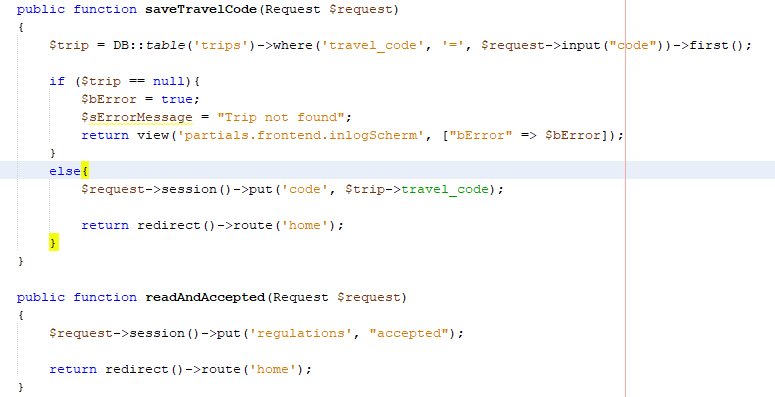 public function saveTravelCode(Request $request)
{
    $trip = DB::table('trips')->where('travel_code', '=', $request->input("code"))->first();

    if ($trip == null){
        $bError = true;
        $sErrorMessage = "Trip not found";
        return view('partials.frontend.inlogScherm', ["bError" => $bError]);
    }
    else{
        $request->session()->put('code', $trip->travel_code);

        return redirect()->route('home');
    }
}

public function readAndAccepted(Request $request)
{
    $request->session()->put('regulations', "accepted");

    return redirect()->route('home');
}